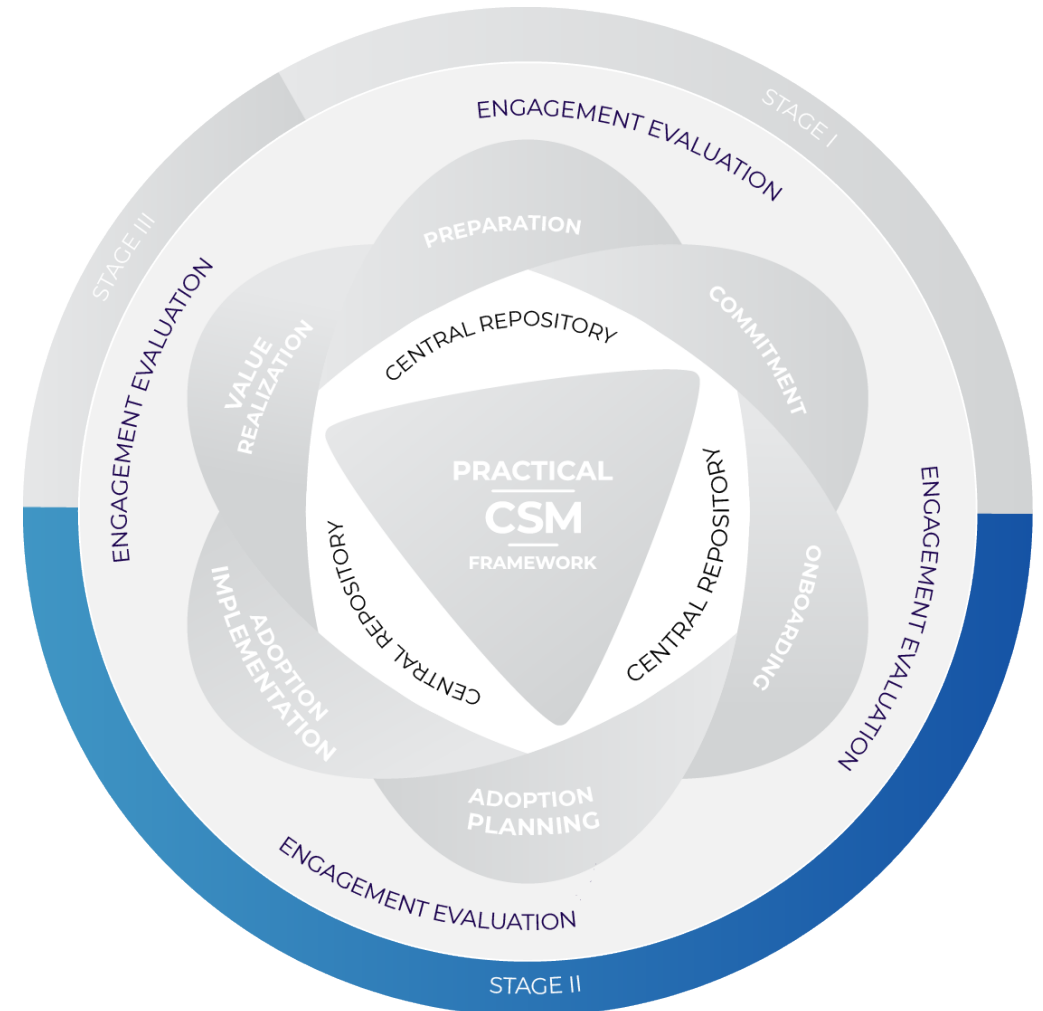 STAGE I
ENGAGEMENT EVALUATION
STAGE III
PREPARATION
ENGAGEMENT EVALUATION
COMMITMENT
CENTRAL REPOSITORY
VALUE
REALIZATION
PRACTICAL
CSM
FRAMEWORK
CENTRAL REPOSITORY
ENGAGEMENT EVALUATION
CENTRAL REPOSITORY
ONBOARDING
ADOPTION
IMPLEMENTATION
ADOPTION
PLANNING
ENGAGEMENT EVALUATION
STAGE II